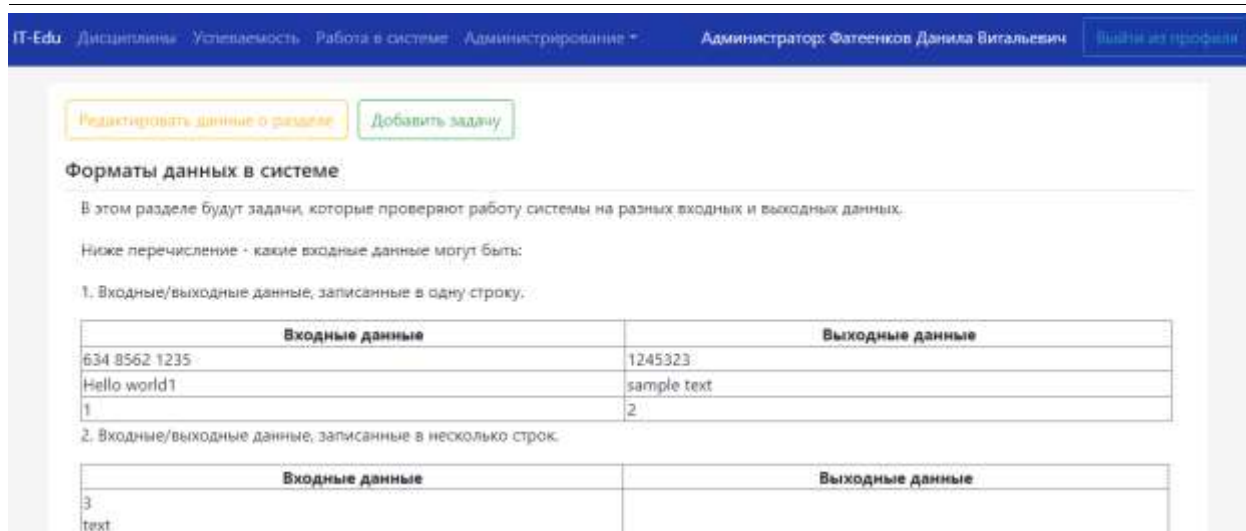 IT-Edu Дисциплины Успеваемость Работа в системе Администрирование Администратор: Фатеенков Данила Витальевич Выйти из профиля
Редактировать данные о разделе Добавить задачу
Форматы данных в системе
В этом разделе будут задачи, которые проверяют работу системы на разных входных и выходных данных.
Ниже перечисление - какие входные данные могут быть:
1. Входные/выходные данные, записанные в одну строку.
Входные данные Выходные данные
634 8562 1235 1245323
Hello world1 sample text
1 2
2. Входные/выходные данные, записанные в несколько строк.
Входные данные Выходные данные
3
text